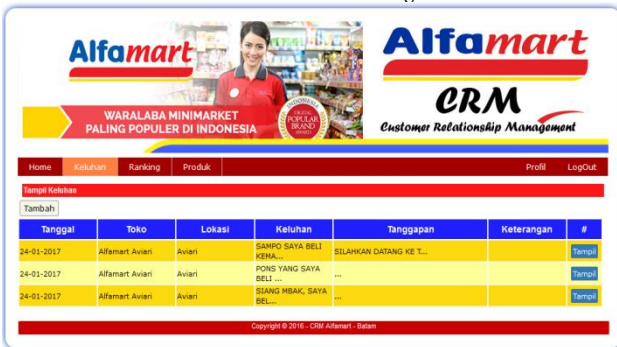 Alfamart
Alfamart
CRM
Customer Relationship Management
WARALABA MINIMARKET
PALING POPULER DI INDONESIA
INDONESIA
DIGITAL
POPULAR
BRAND
AWARD
Home Keluhan Ranking Produk Profil LogOut
Tampil Keluhan
Tambah
Tanggal Toko Lokasi Keluhan Tanggapan Keterangan #
24-01-2017 Alfamart Aviari Aviari SAMPO SAYA BELI KEMA... SILAHKAN DATANG KE T... Tampil
24-01-2017 Alfamart Aviari Aviari PONS YANG SAYA BELI ... ... Tampil
24-01-2017 Alfamart Aviari Aviari SIANG MBAK, SAYA BEL... ... Tampil
Copyright © 2016 - CRM Alfamart - Batam